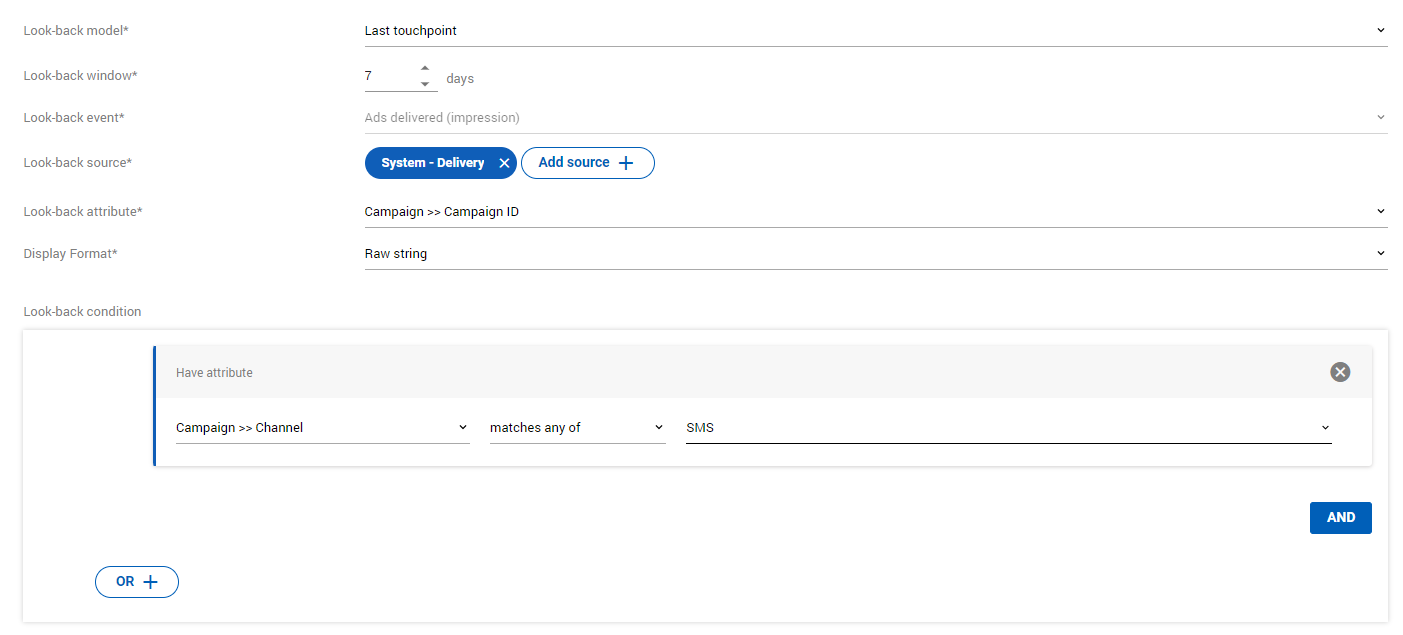 Look-back model* Last touchpoint
Look-back window* 7 days
Look-back event* Ads delivered (impression)
Look-back source* System - Delivery Add source
Look-back attribute* Campaign >> Campaign ID
Display Format* Raw string
Look-back condition
Have attribute
Campaign >> Channel matches any of SMS
AND
OR